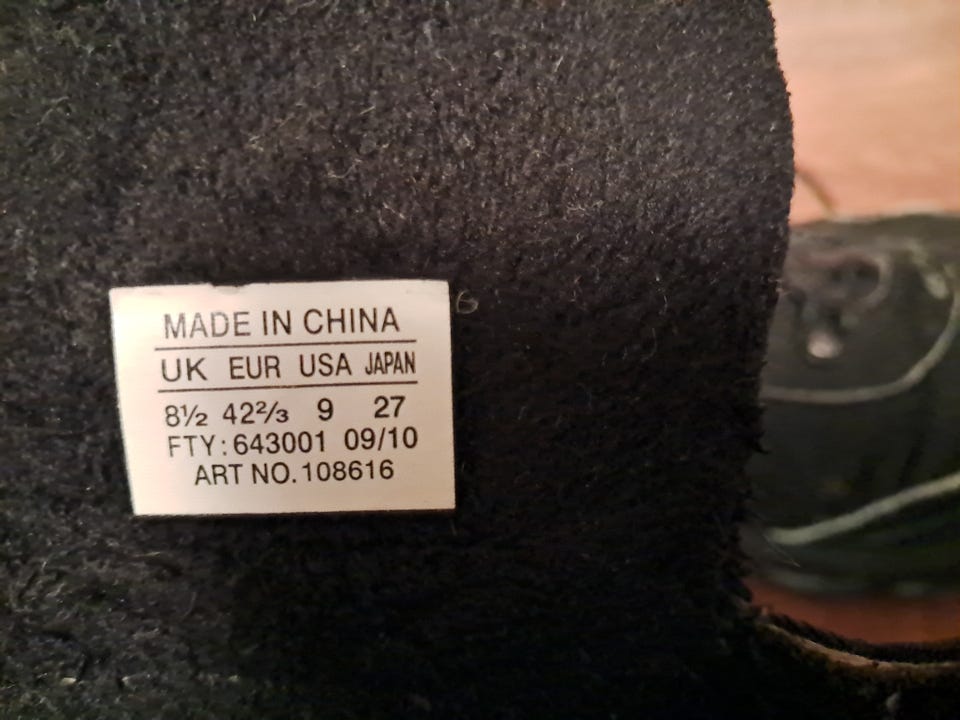 MADE IN CHINA
UK EUR USA JAPAN
8½ 42⅔ 9 27
FTY: 643001 09/10
ART NO. 108616